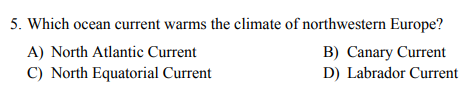 5. Which ocean current warms the climate of northwestern Europe?
A) North Atlantic Current B) Canary Current
C) North Equatorial Current D) Labrador Current